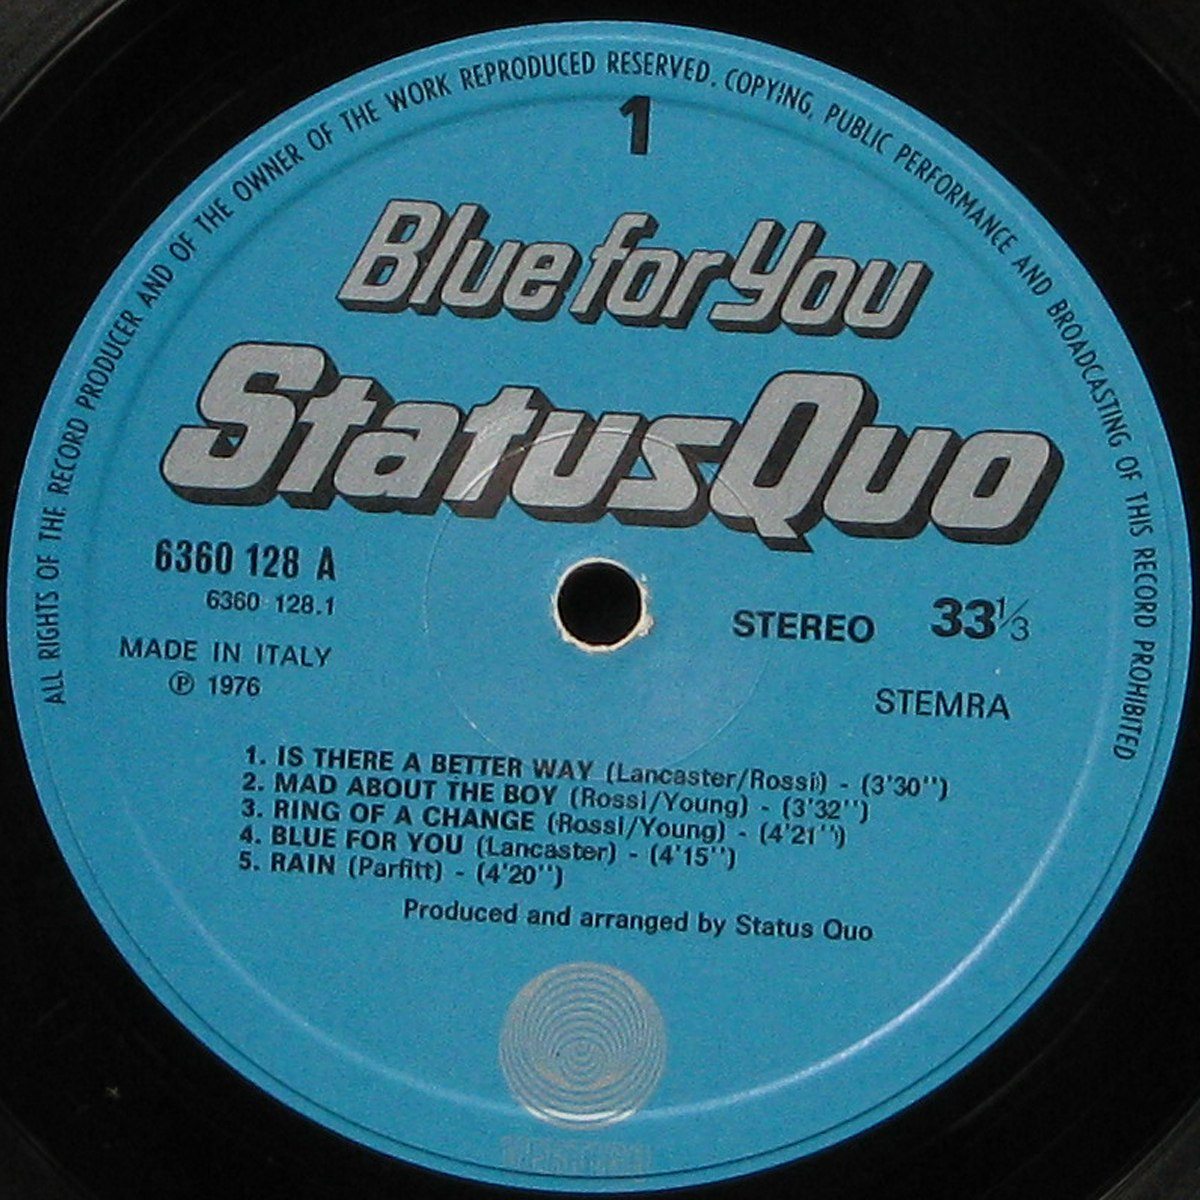 ALL RIGHTS OF THE RECORD PRODUCER AND OF THE OWNER OF THE WORK REPRODUCED RESERVED. COPYING, PUBLIC PERFORMANCE AND BROADCASTING OF THIS RECORD PROHIBITED
1
Blue for You
Status Quo
6360 128 A
6360 128.1
MADE IN ITALY
℗ 1976
STEREO 33 1/3
STEMRA
1. IS THERE A BETTER WAY (Lancaster/Rossi) - (3'30'')
2. MAD ABOUT THE BOY (Rossi/Young) - (3'32'')
3. RING OF A CHANGE (Rossi/Young) - (4'21'')
4. BLUE FOR YOU (Lancaster) - (4'15'')
5. RAIN (Parfitt) - (4'20'')
Produced and arranged by Status Quo